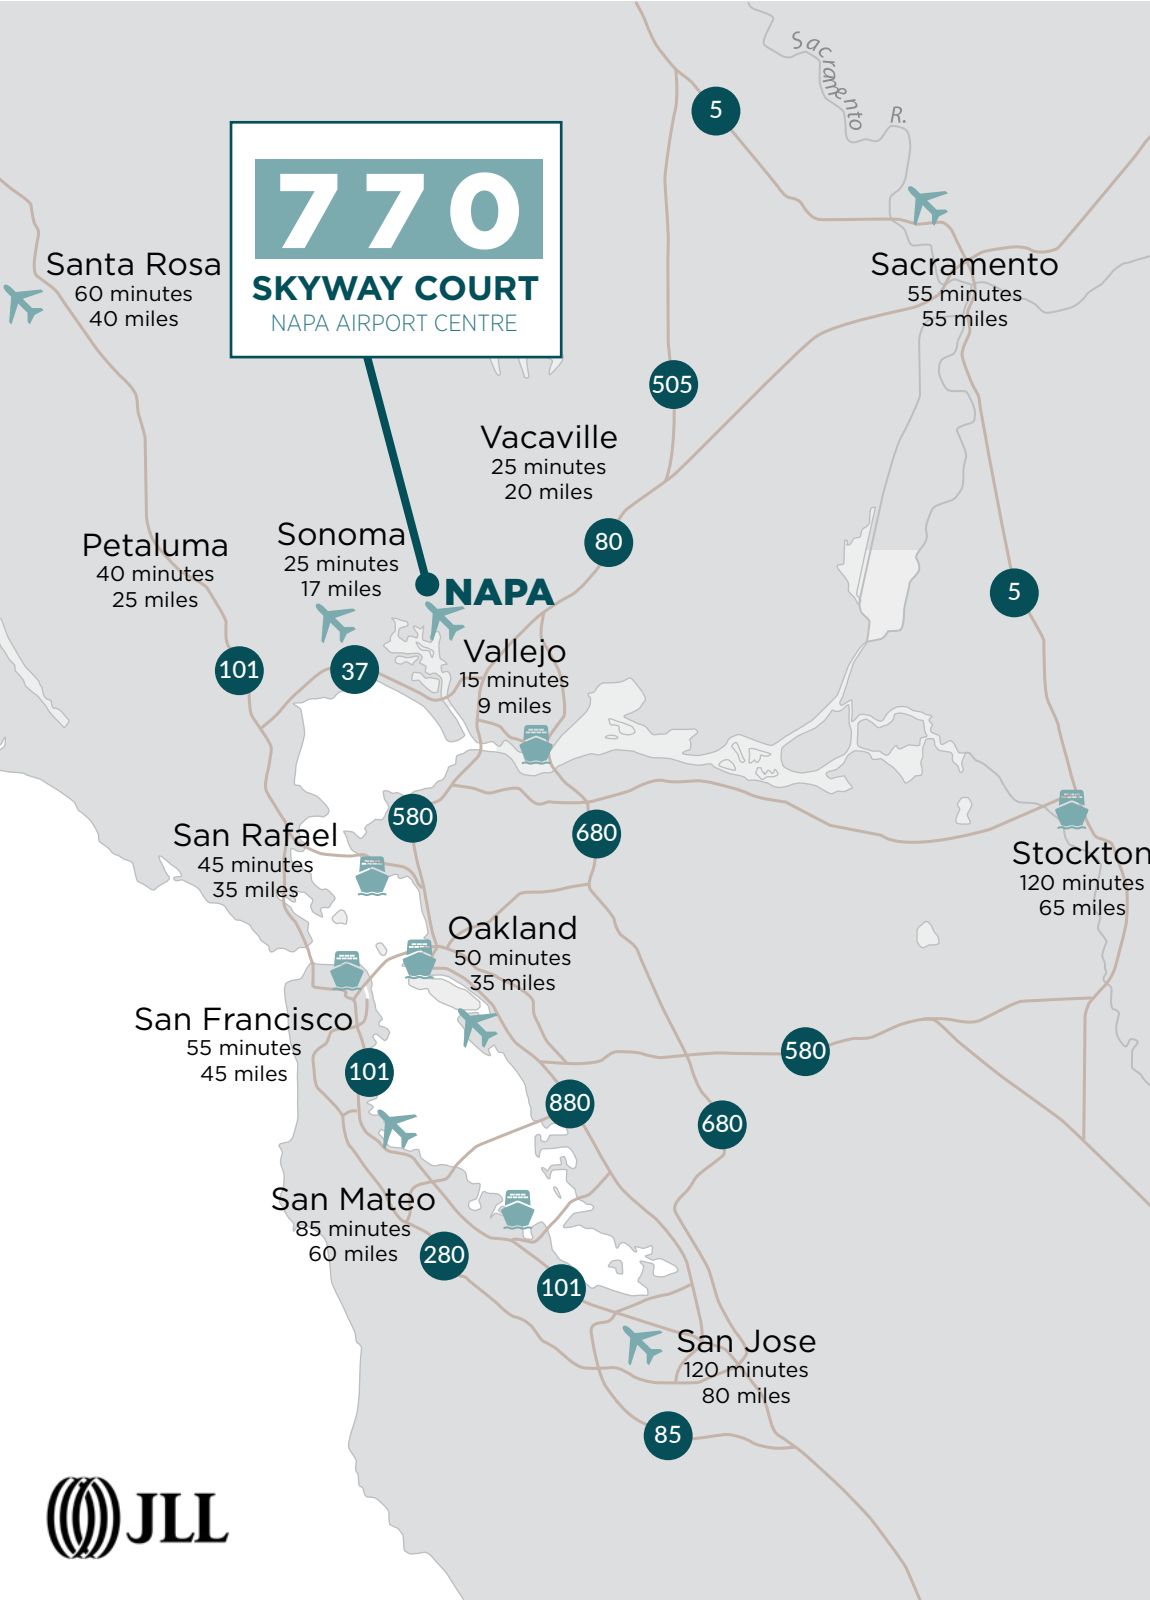 Sacramento R.
5
770
SKYWAY COURT
NAPA AIRPORT CENTRE
Santa Rosa
60 minutes
40 miles
Sacramento
55 minutes
55 miles
505
Vacaville
25 minutes
20 miles
80
Petaluma
40 minutes
25 miles
Sonoma
25 minutes
17 miles
NAPA
5
101
37
Vallejo
15 minutes
9 miles
580
680
San Rafael
45 minutes
35 miles
Stockton
120 minutes
65 miles
Oakland
50 minutes
35 miles
San Francisco
55 minutes
45 miles
580
101
880
680
San Mateo
85 minutes
60 miles
280
101
San Jose
120 minutes
80 miles
85
JLL